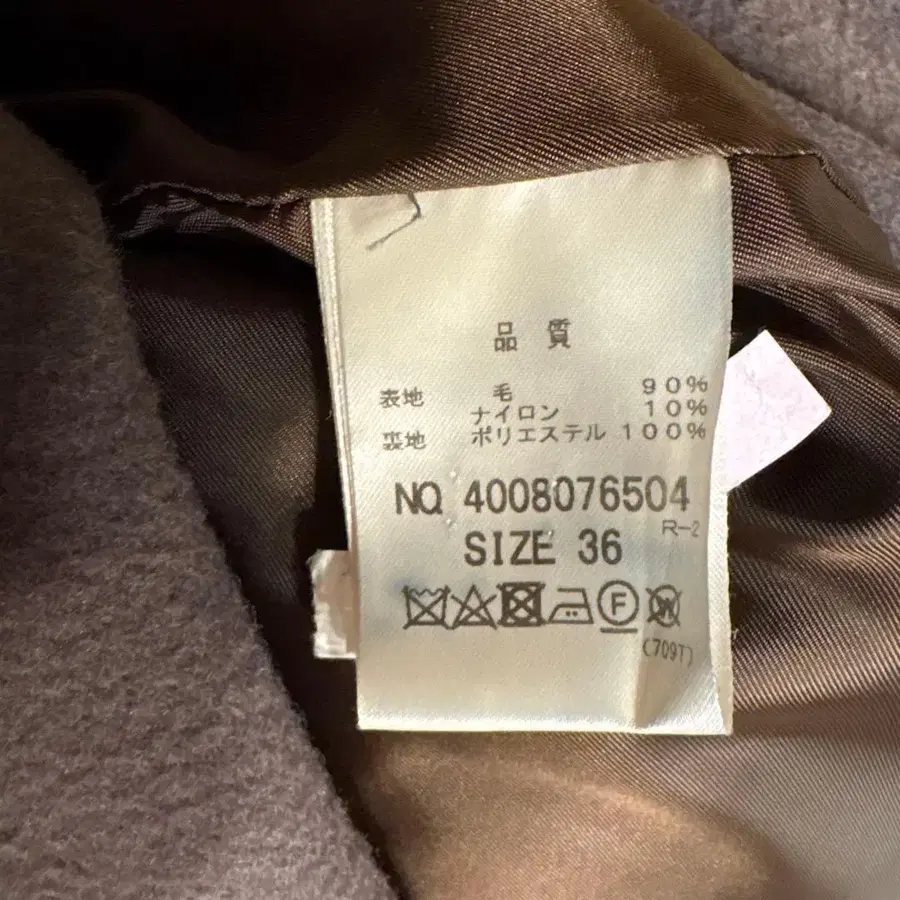 品質
表地 毛 90%
ナイロン 10%
裏地 ポリエステル 100%
NO. 4008076504
R-2
SIZE 36
F W
(709T)